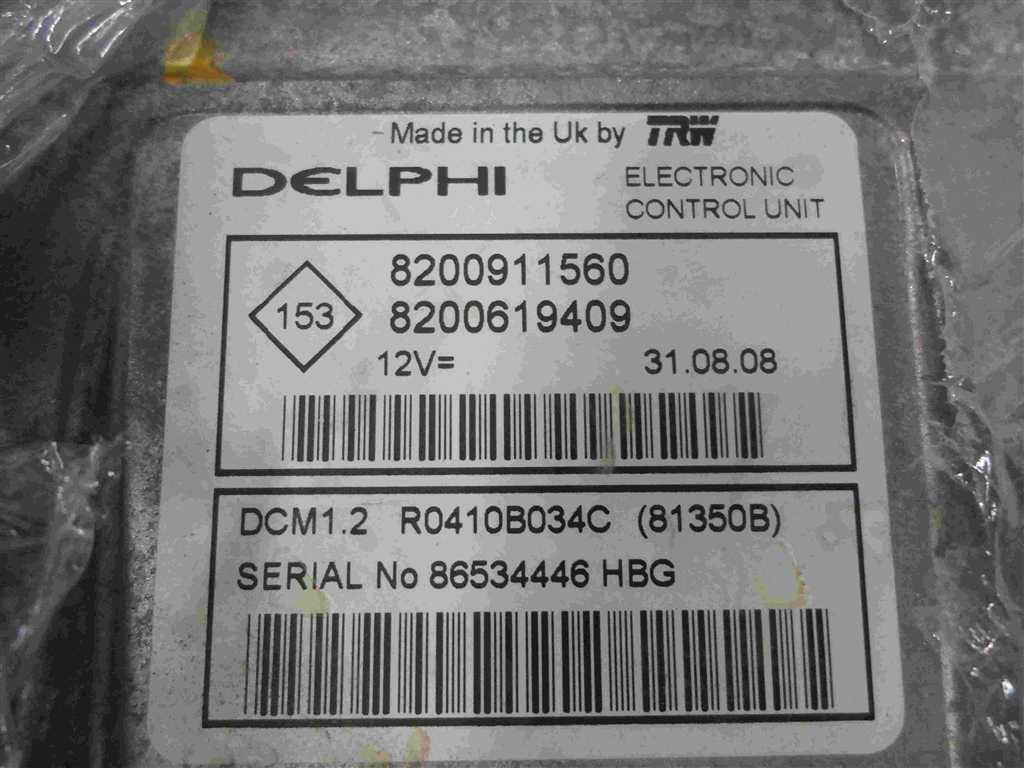 Made in the Uk by TRW
DELPHI
ELECTRONIC
CONTROL UNIT
8200911560
153
8200619409
12V= 31.08.08
DCM1.2 R0410B034C (81350B)
SERIAL No 86534446 HBG